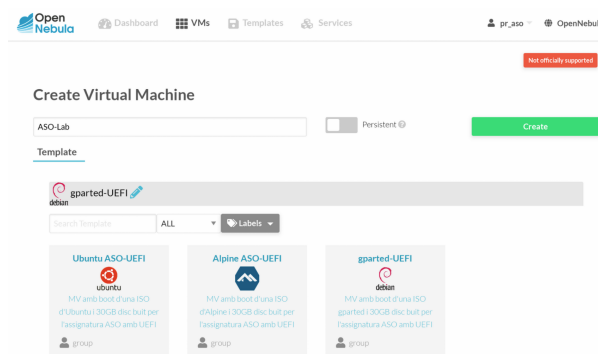 Open
Nebula
Dashboard
VMs
Templates
Services
pr_aso
OpenNebul
Not officially supported
Create Virtual Machine
ASO-Lab
Persistent
Create
Template
debian
gparted-UEFI
Search Template
ALL
Labels
Ubuntu ASO-UEFI
ubuntu
MV amb boot d'una ISO
d'Ubuntu i 30GB disc buit per
l'assignatura ASO amb UEFI
group
Alpine ASO-UEFI
MV amb boot d'una ISO
d'Alpine i 30GB disc buit per
l'assignatura ASO amb UEFI
group
gparted-UEFI
debian
MV amb boot d'una ISO
gparted i 30GB disc buit per
l'assignatura ASO amb UEFI
group